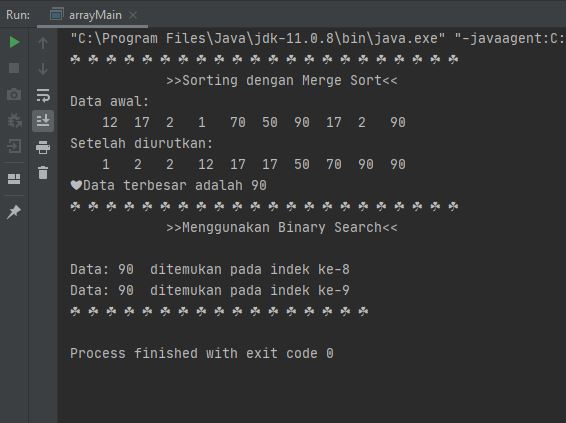 Run: arrayMain ×
"C:\Program Files\Java\jdk-11.0.8\bin\java.exe" "-javaagent:C:
☘ ☘ ☘ ☘ ☘ ☘ ☘ ☘ ☘ ☘ ☘ ☘ ☘ ☘ ☘ ☘ ☘ ☘ ☘ ☘ ☘ ☘
>>Sorting dengan Merge Sort<<
Data awal:
12 17 2 1 70 50 90 17 2 90
Setelah diurutkan:
1 2 2 12 17 17 50 70 90 90
❤Data terbesar adalah 90
☘ ☘ ☘ ☘ ☘ ☘ ☘ ☘ ☘ ☘ ☘ ☘ ☘ ☘ ☘ ☘ ☘ ☘ ☘ ☘ ☘ ☘
>>Menggunakan Binary Search<<
Data: 90 ditemukan pada indek ke-8
Data: 90 ditemukan pada indek ke-9
☘ ☘ ☘ ☘ ☘ ☘ ☘ ☘ ☘ ☘ ☘ ☘ ☘ ☘ ☘ ☘ ☘
Process finished with exit code 0